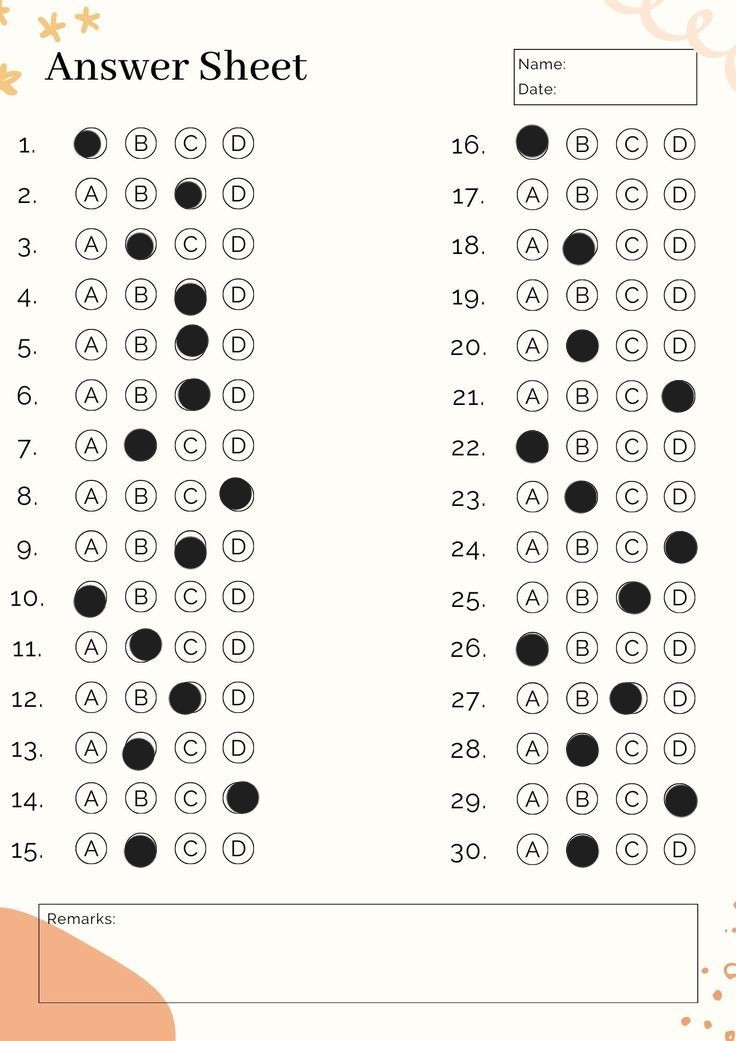 Answer Sheet
Name:
Date:
1. B C D
2. A B D
3. A C D
4. A B D
5. A B D
6. A B D
7. A C D
8. A B C
9. A B D
10. B C D
11. A C D
12. A B D
13. A C D
14. A B C
15. A C D
16. B C D
17. A B C D
18. A C D
19. A B C D
20. A C D
21. A B C
22. B C D
23. A C D
24. A B C
25. A B D
26. B C D
27. A B D
28. A C D
29. A B C
30. A C D
Remarks: